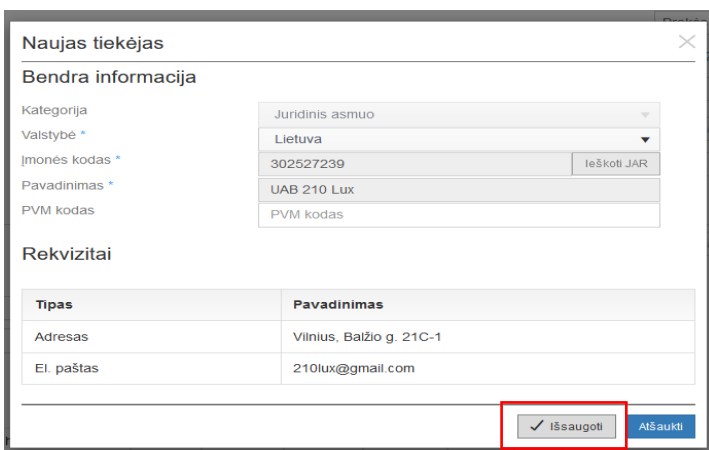 Naujas tiekėjas
Bendra informacija
Kategorija Juridinis asmuo
Valstybė * Lietuva
Įmonės kodas * 302527239 Ieškoti JAR
Pavadinimas * UAB 210 Lux
PVM kodas PVM kodas
Rekvizitai
Tipas Pavadinimas
Adresas Vilnius, Balžio g. 21C-1
El. paštas 210lux@gmail.com
Išsaugoti Atšaukti